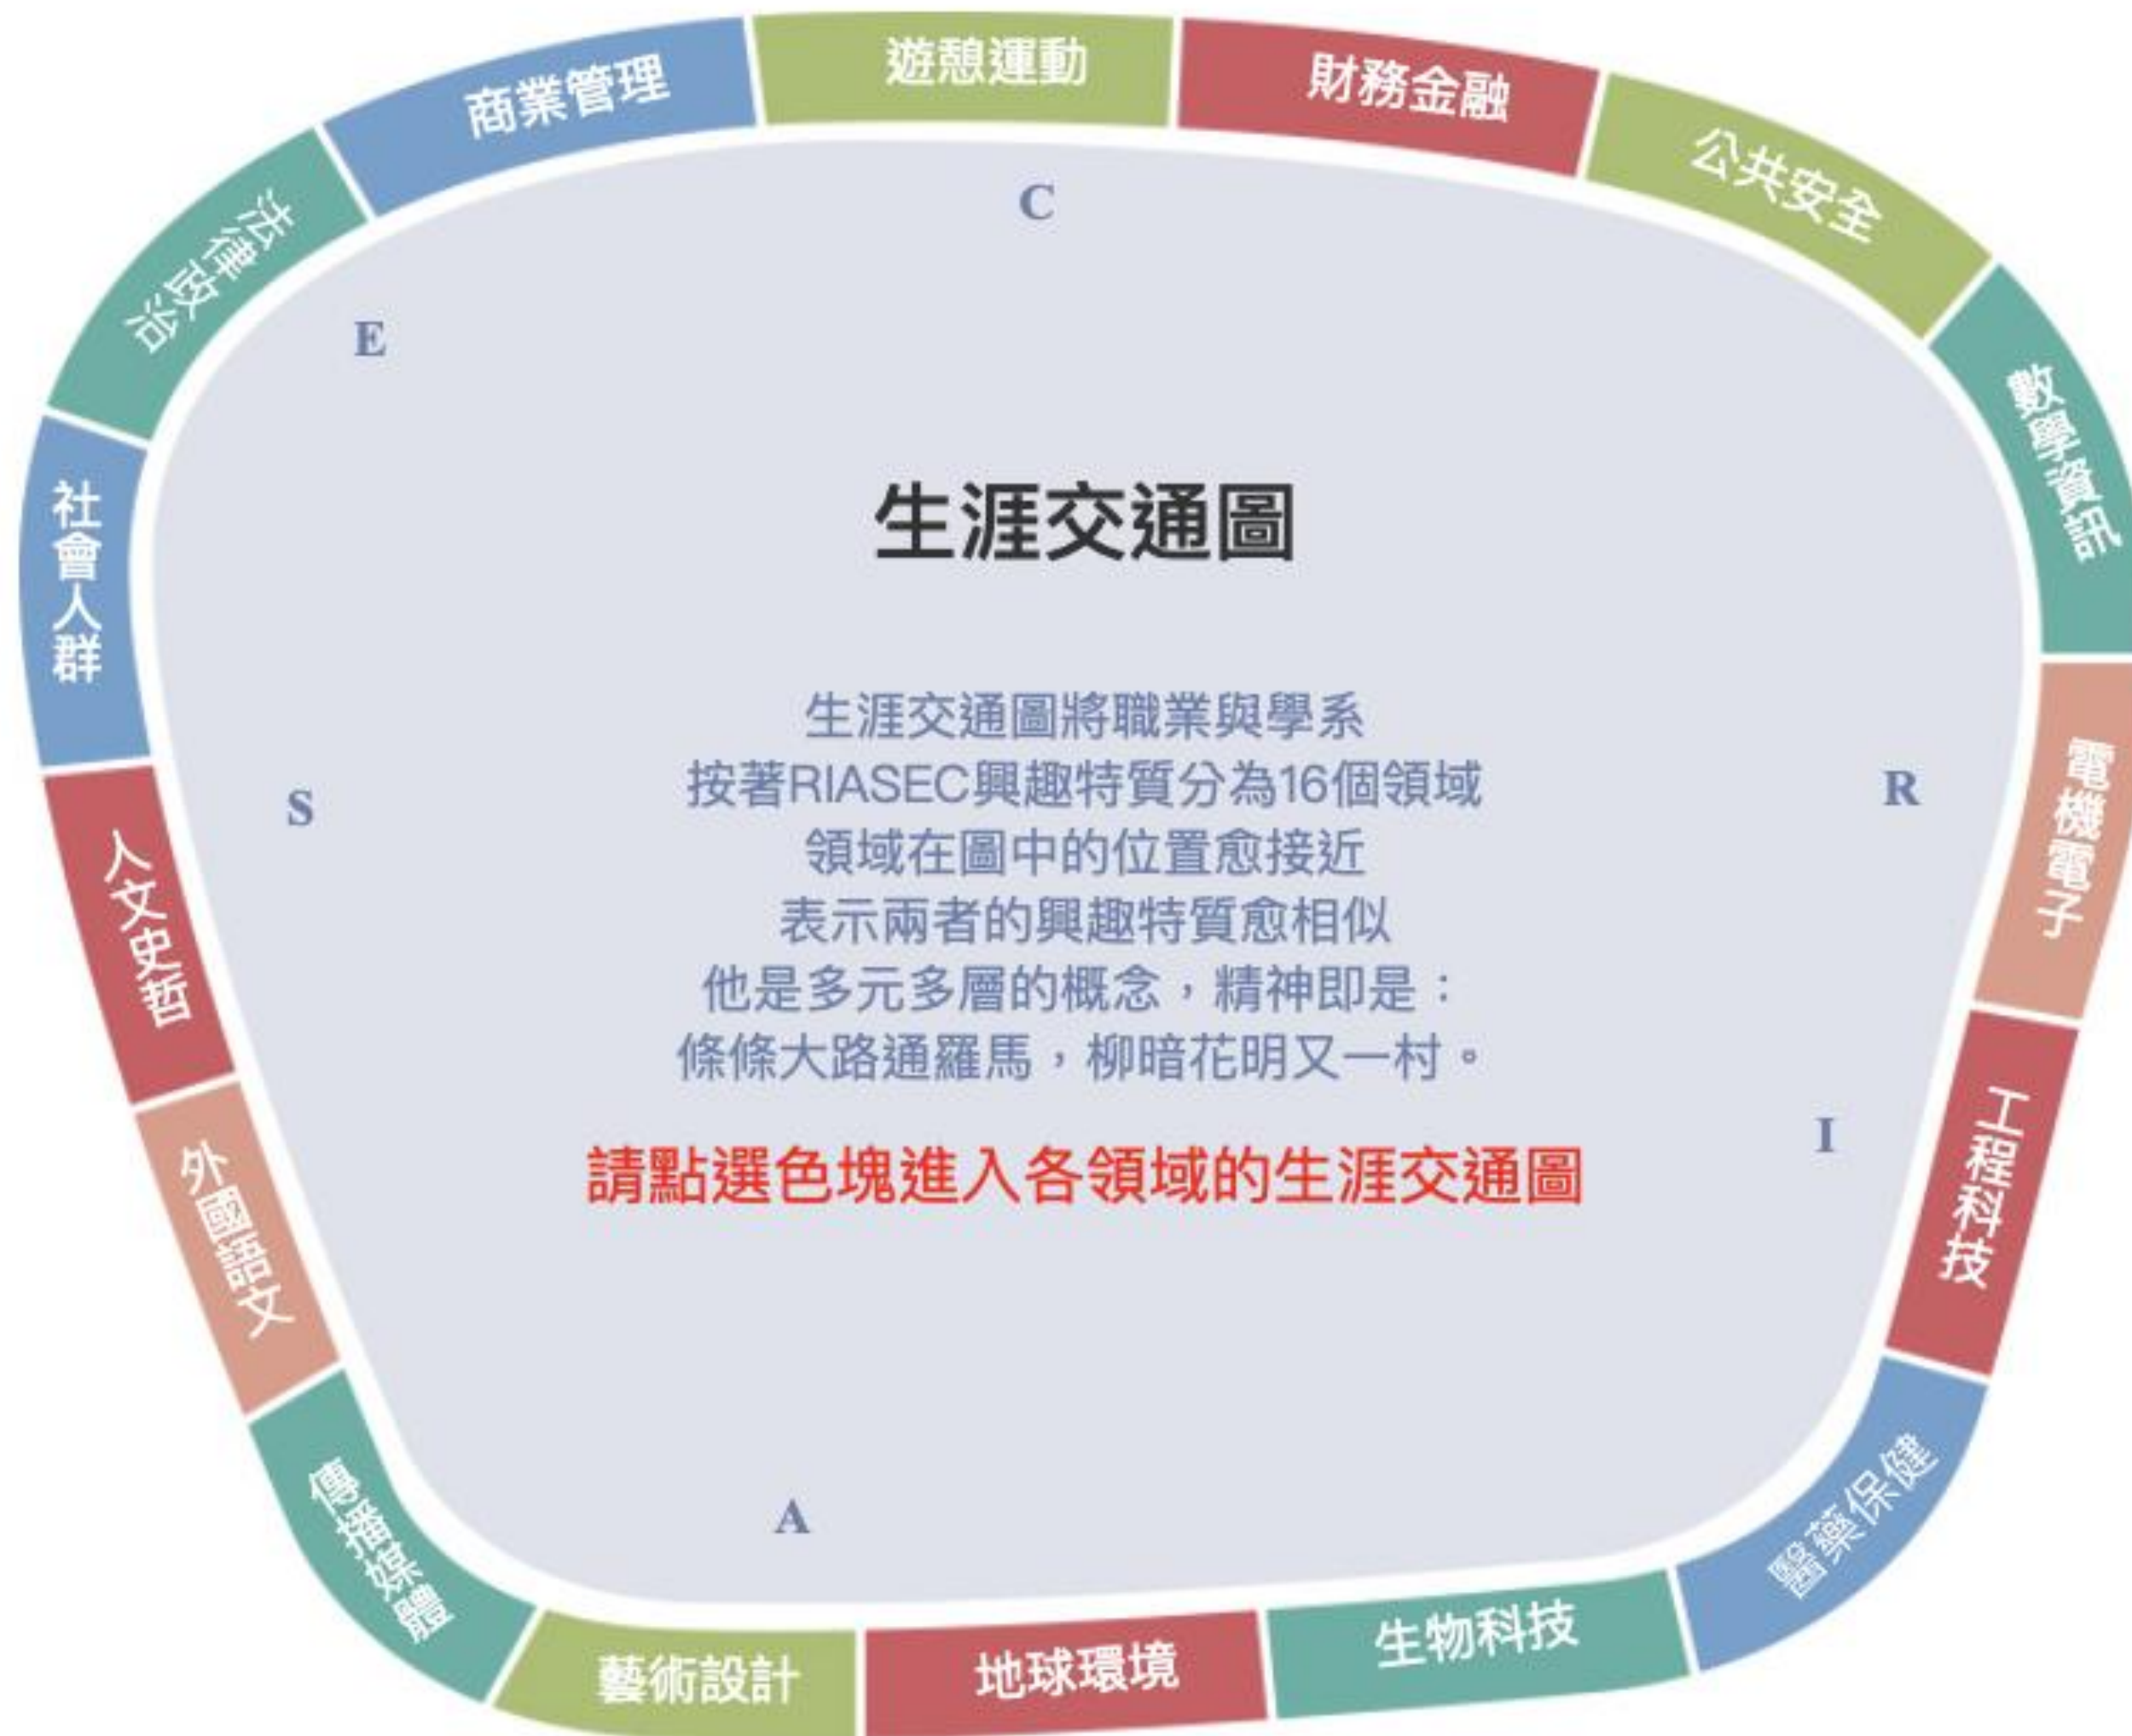 商業管理
遊憩運動
財務金融
公共安全
數學資訊
電機電子
工程科技
醫藥保健
生物科技
地球環境
藝術設計
傳播媒體
外國語文
人文史哲
社會人群
法律政治
C
E
S
R
I
A
生涯交通圖
生涯交通圖將職業與學系
按著RIASEC興趣特質分為16個領域
領域在圖中的位置愈接近
表示兩者的興趣特質愈相似
他是多元多層的概念，精神即是：
條條大路通羅馬，柳暗花明又一村。
請點選色塊進入各領域的生涯交通圖